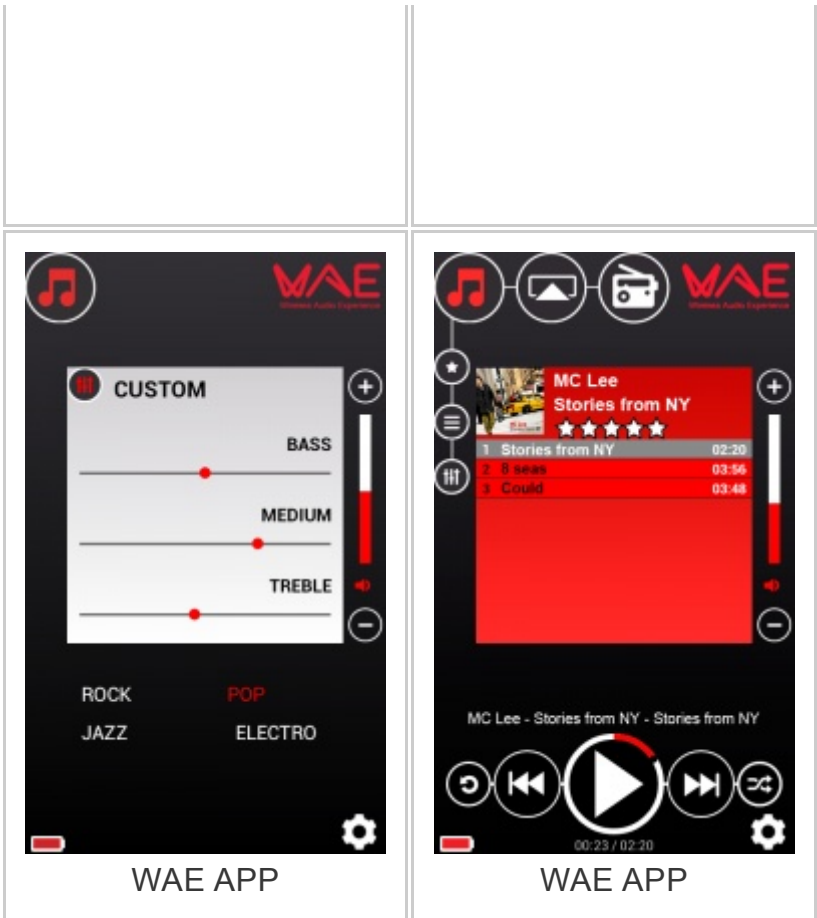 WAE
Wireless Audio Experience
CUSTOM
BASS
MEDIUM
TREBLE
ROCK POP
JAZZ ELECTRO
WAE APP
WAE
Wireless Audio Experience
MC Lee
Stories from NY
1 Stories from NY 02:20
2 8 seas 03:56
3 Could 03:48
MC Lee - Stories from NY - Stories from NY
00:23 / 02:20
WAE APP